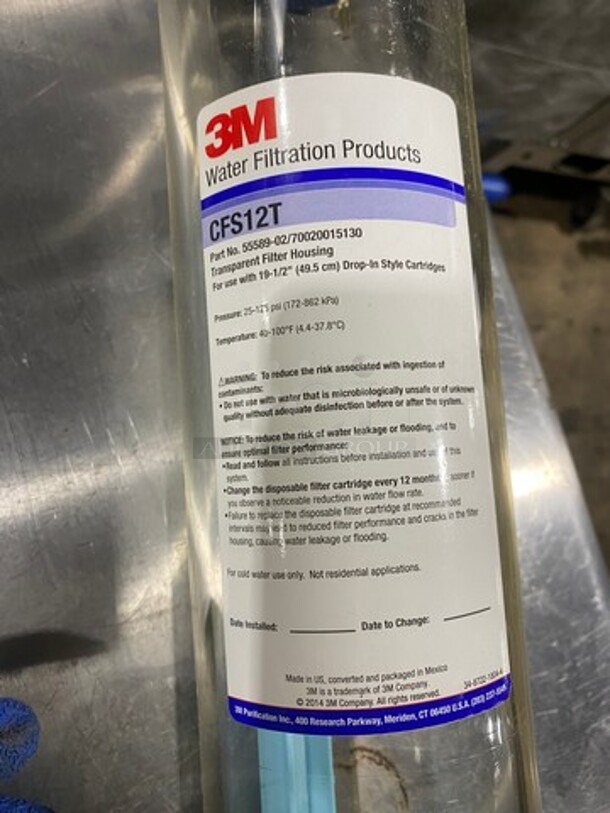 3M
Water Filtration Products
CFS12T
Part No. 55589-02/70020015130
Transparent Filter Housing
For use with 19-1/2" (49.5 cm) Drop-In Style Cartridges
Pressure: 25-125 psi (172-862 kPa)
Temperature: 40-100°F (4.4-37.8°C)
⚠WARNING: To reduce the risk associated with ingestion of
contaminants:
• Do not use with water that is microbiologically unsafe or of unknown
quality without adequate disinfection before or after the system.
NOTICE: To reduce the risk of water leakage or flooding, and to
assure optimal filter performance:
•Read and follow all instructions before installation and use of this
system.
•Change the disposable filter cartridge every 12 months, sooner if
you observe a noticeable reduction in water flow rate.
•Failure to replace the disposable filter cartridge at recommended
intervals may lead to reduced filter performance and cracks in the filter
housing, causing water leakage or flooding.
For cold water use only. Not residential applications.
Date Installed: Date to Change:
Made in US, converted and packaged in Mexico
3M is a trademark of 3M Company.
© 2014 3M Company. All rights reserved.
3M Purification Inc., 400 Research Parkway, Meriden, CT 06450 U.S.A. (203)